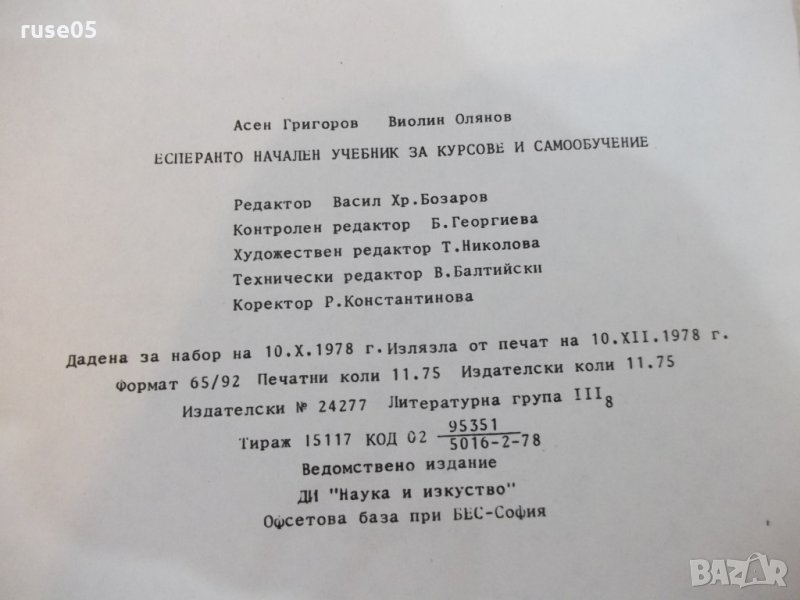 ruse05
Асен Григоров Виолин Олянов
ЕСПЕРАНТО НАЧАЛЕН УЧЕБНИК ЗА КУРСОВЕ И САМООБУЧЕНИЕ
Редактор Васил Хр.Бозаров
Контролен редактор Б.Георгиева
Художествен редактор Т.Николова
Технически редактор В.Балтийски
Коректор Р.Константинова
Дадена за набор на 10.X.1978 г.Излязла от печат на 10.XII.1978 г.
Формат 65/92 Печатни коли 11.75 Издателски коли 11.75
Издателски № 24277 Литературна група III8
Тираж I5117 КОД 02 95351
5016-2-78
Ведомствено издание
ДИ "Наука и изкуство"
Офсетова база при БЕС-София
BAZAR